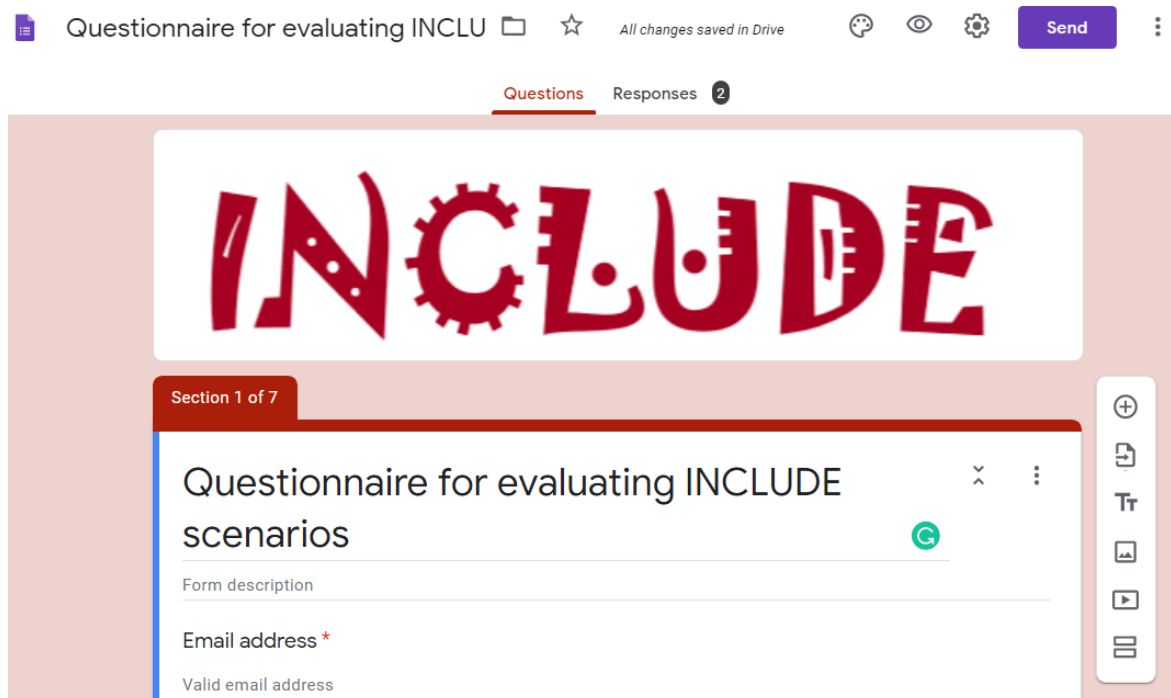 Questionnaire for evaluating INCLU
All changes saved in Drive
Send
Questions
Responses 2
INCLUDE
Section 1 of 7
Questionnaire for evaluating INCLUDE
scenarios
Form description
Email address *
Valid email address